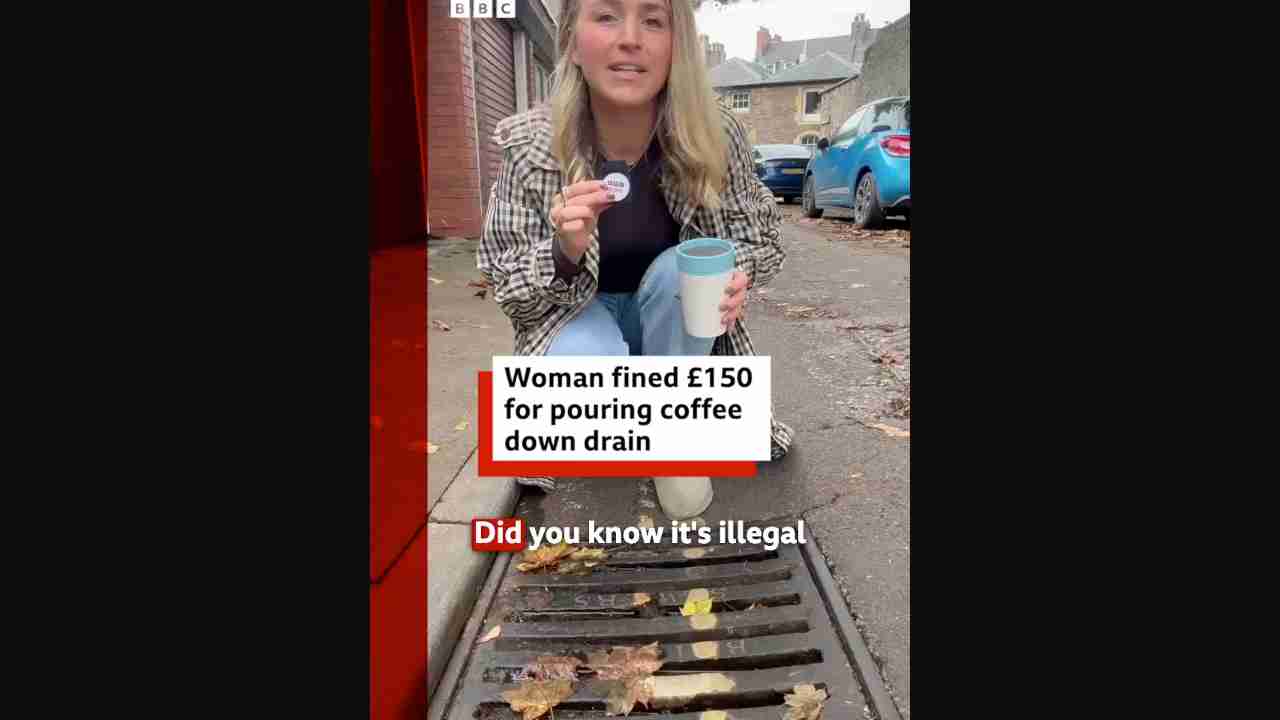 BBC
Woman fined £150
for pouring coffee
down drain
Did you know it's illegal